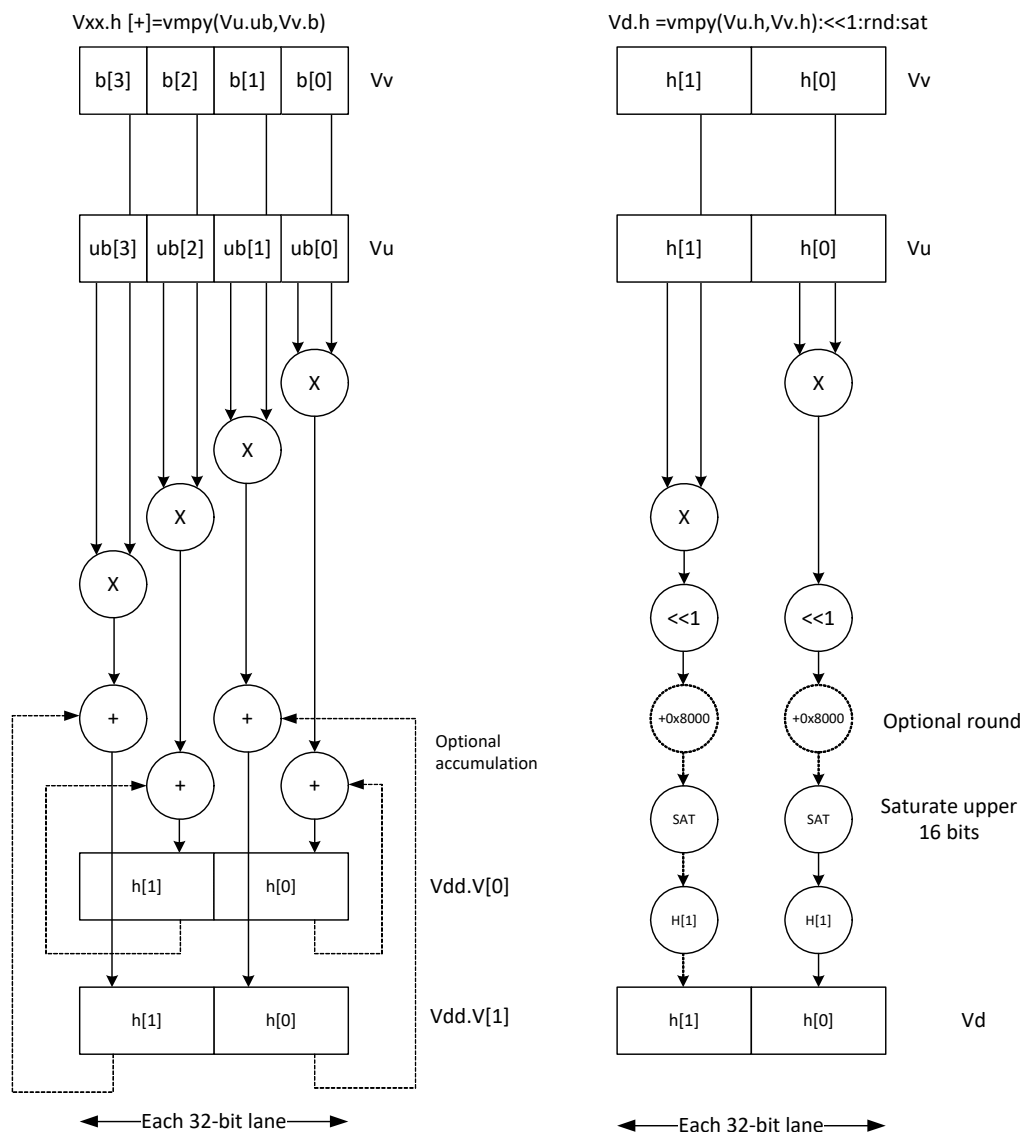 Vxx.h [+]=vmpy(Vu.ub,Vv.b)
b[3] b[2] b[1] b[0] Vv
ub[3] ub[2] ub[1] ub[0] Vu
X
X
X
X
+ +
Optional
accumulation
+ +
h[1] h[0] Vdd.V[0]
h[1] h[0] Vdd.V[1]
Each 32-bit lane
Vd.h =vmpy(Vu.h,Vv.h):<<1:rnd:sat
h[1] h[0] Vv
h[1] h[0] Vu
X
X
<<1 <<1
+0x8000 +0x8000 Optional round
SAT SAT Saturate upper
16 bits
H[1] H[1]
h[1] h[0] Vd
Each 32-bit lane